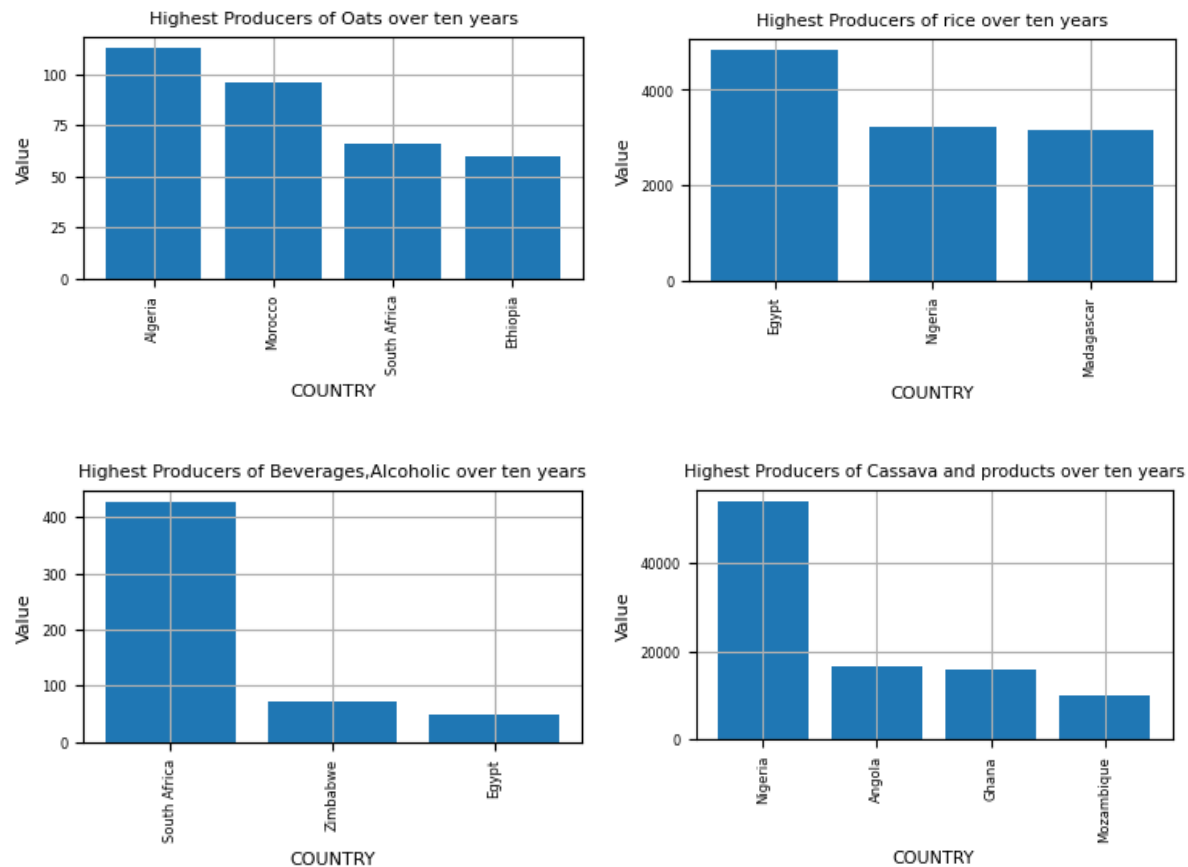 Highest Producers of Oats over ten years
Value
100
75
50
25
0
Algeria
Morocco
South Africa
Ethiopia
COUNTRY
Highest Producers of rice over ten years
Value
4000
2000
0
Egypt
Nigeria
Madagascar
COUNTRY
Highest Producers of Beverages,Alcoholic over ten years
Value
400
300
200
100
0
South Africa
Zimbabwe
Egypt
COUNTRY
Highest Producers of Cassava and products over ten years
Value
40000
20000
0
Nigeria
Angola
Ghana
Mozambique
COUNTRY